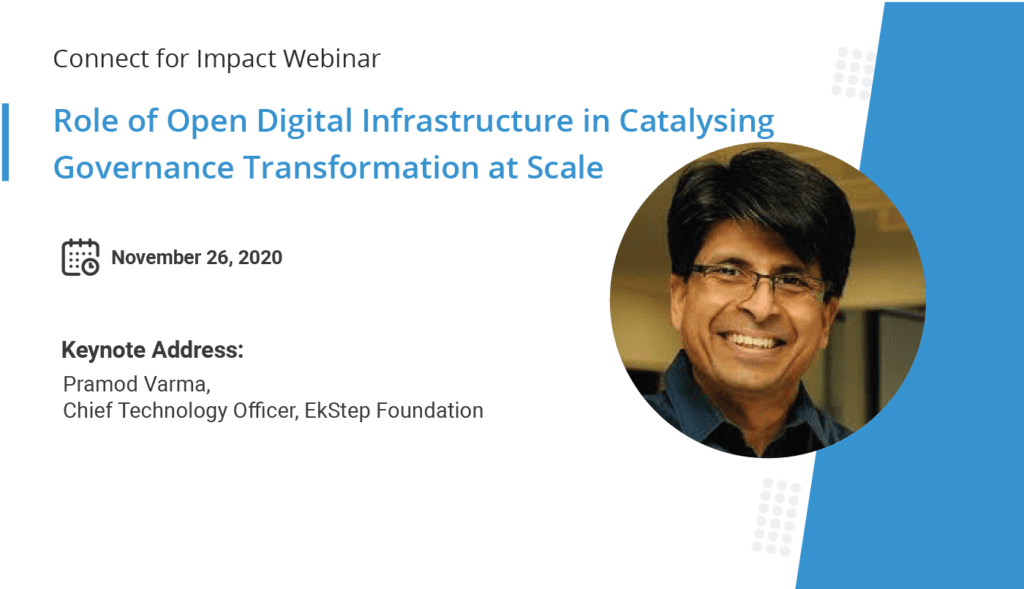 Connect for Impact Webinar
Role of Open Digital Infrastructure in Catalysing
Governance Transformation at Scale
November 26, 2020
Keynote Address:
Pramod Varma,
Chief Technology Officer, EkStep Foundation